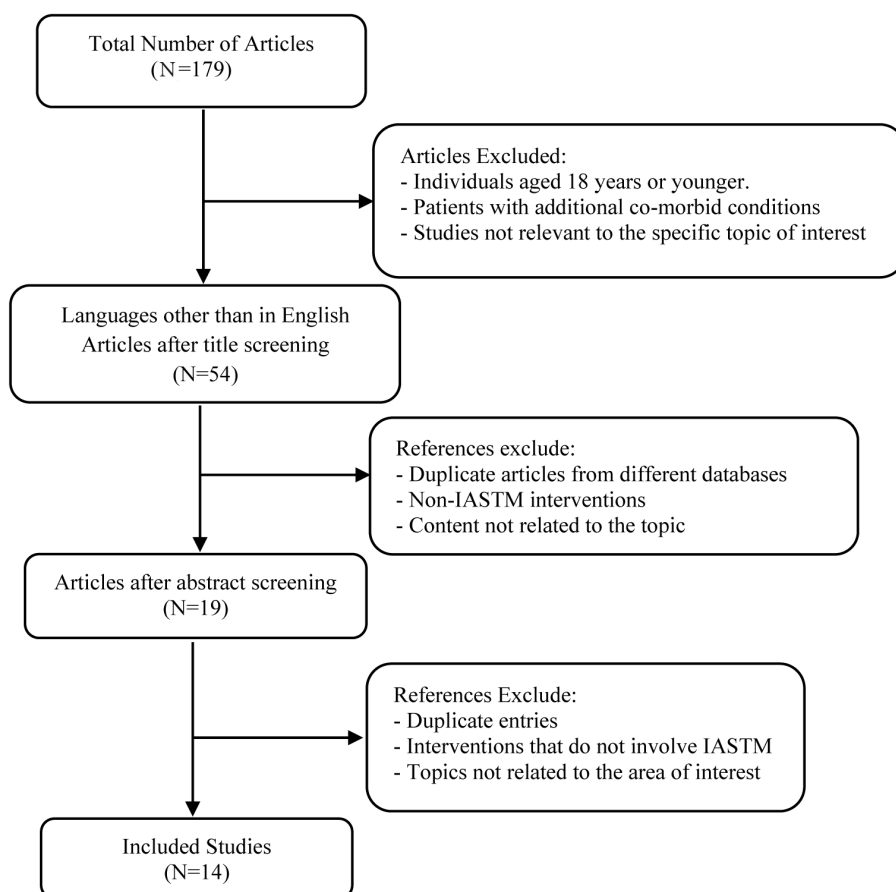 Total Number of Articles
(N=179)
Articles Excluded:
- Individuals aged 18 years or younger.
- Patients with additional co-morbid conditions
- Studies not relevant to the specific topic of interest
Languages other than in English
Articles after title screening
(N=54)
References exclude:
- Duplicate articles from different databases
- Non-IASTM interventions
- Content not related to the topic
Articles after abstract screening
(N=19)
References Exclude:
- Duplicate entries
- Interventions that do not involve IASTM
- Topics not related to the area of interest
Included Studies
(N=14)